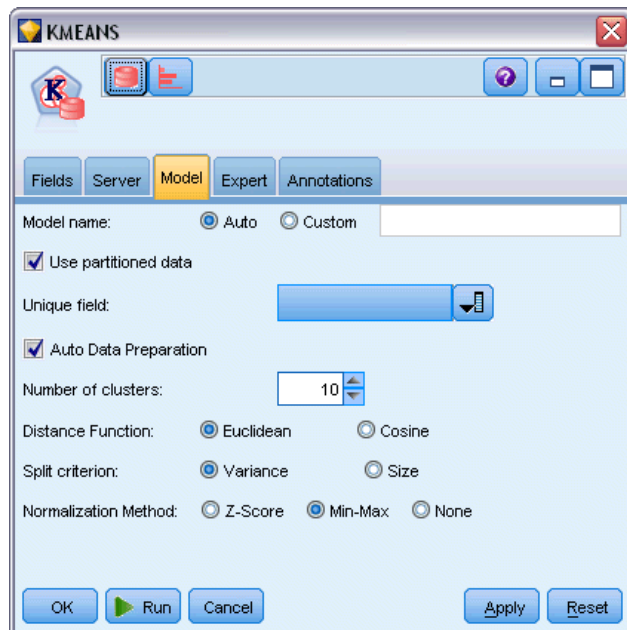 KMEANS
K
Fields Server Model Expert Annotations
Model name: Auto Custom
Use partitioned data
Unique field:
Auto Data Preparation
Number of clusters: 10
Distance Function: Euclidean Cosine
Split criterion: Variance Size
Normalization Method: Z-Score Min-Max None
OK Run Cancel Apply Reset